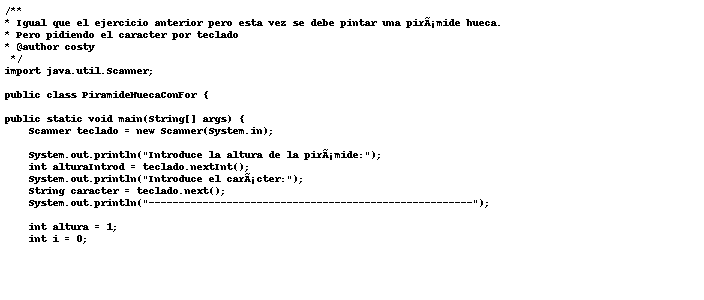 /**
* Igual que el ejercicio anterior pero esta vez se debe pintar una pirÃ¡mide hueca.
* Pero pidiendo el caracter por teclado
* @author costy
*/
import java.util.Scanner;
public class PiramideHuecaConFor {
public static void main(String[] args) {
Scanner teclado = new Scanner(System.in);
System.out.println("Introduce la altura de la pirÃ¡mide:");
int alturaIntrod = teclado.nextInt();
System.out.println("Introduce el carÃ¡cter:");
String caracter = teclado.next();
System.out.println("------------------------------------------------------");
int altura = 1;
int i = 0;